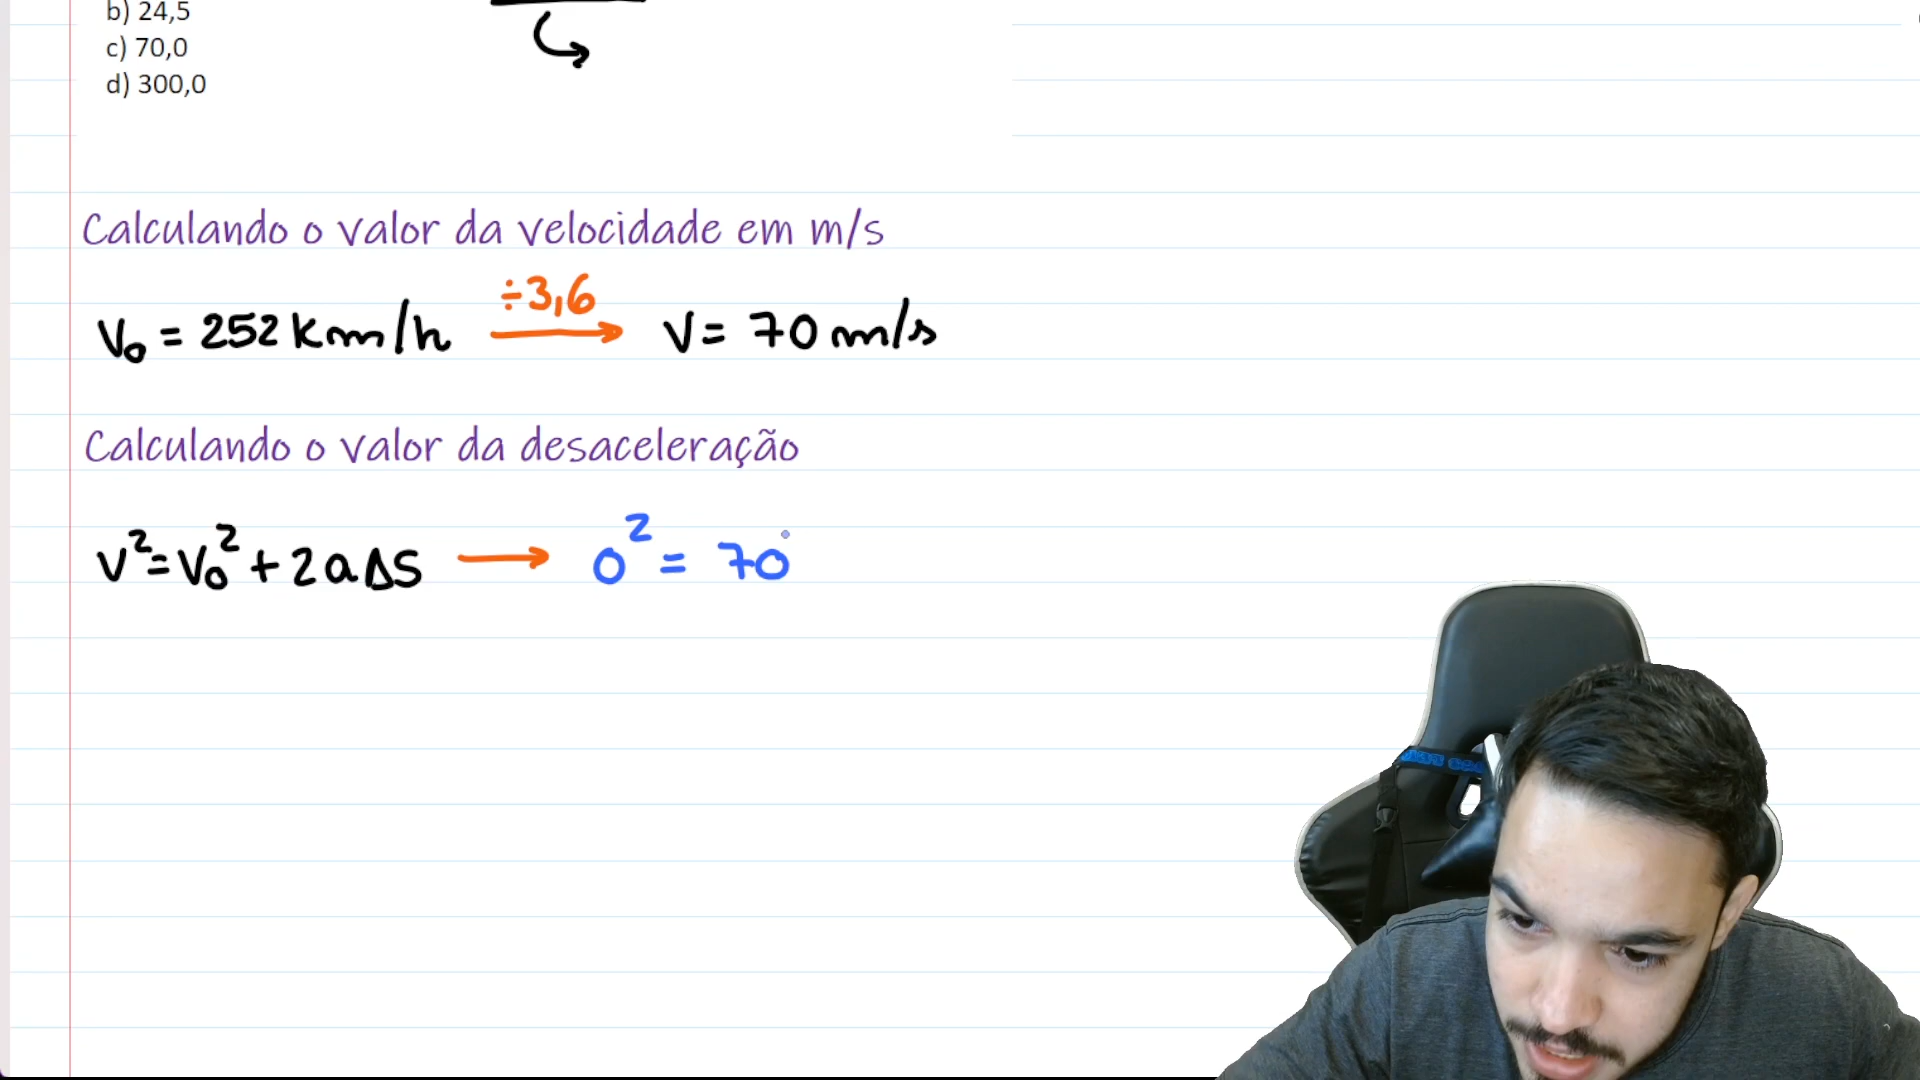 b) 24,5
c) 70,0
d) 300,0
Calculando o valor da velocidade em m/s
÷3,6
V₀ = 252 Km/h → V = 70 m/s
Calculando o valor da desaceleração
V² = V₀² + 2aΔS → 0² = 70